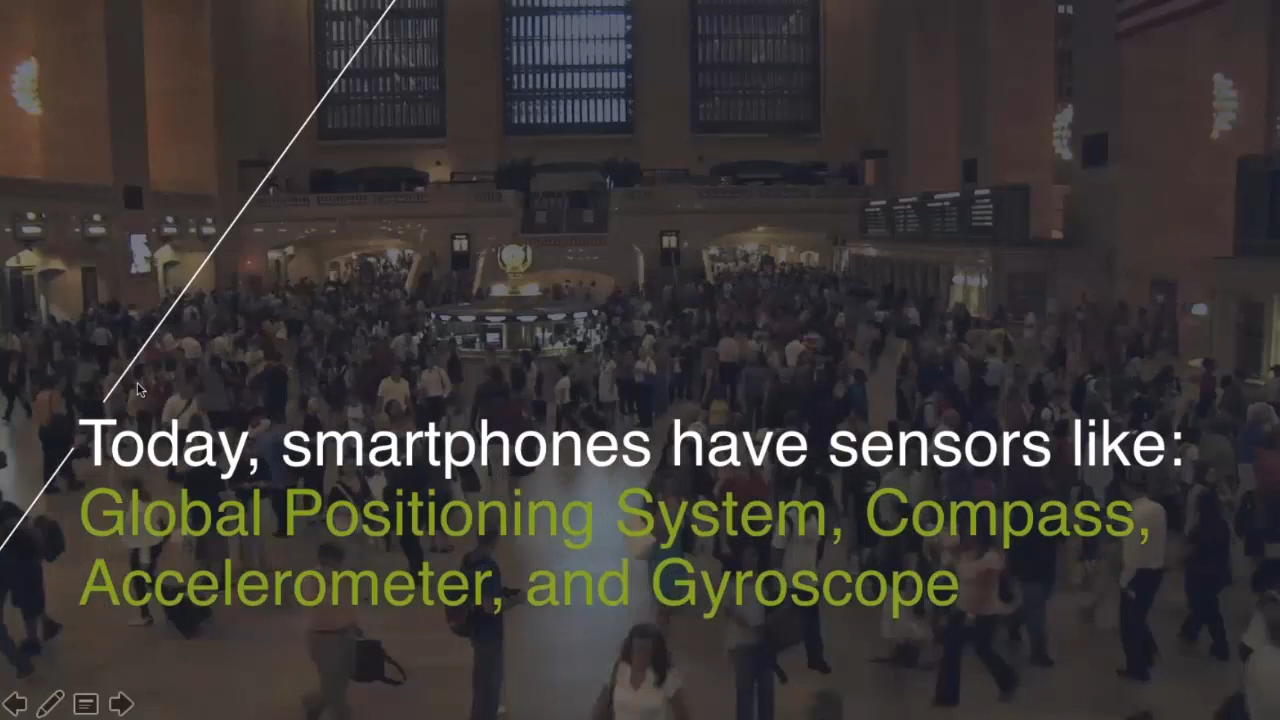 Today, smartphones have sensors like:
Global Positioning System, Compass,
Accelerometer, and Gyroscope